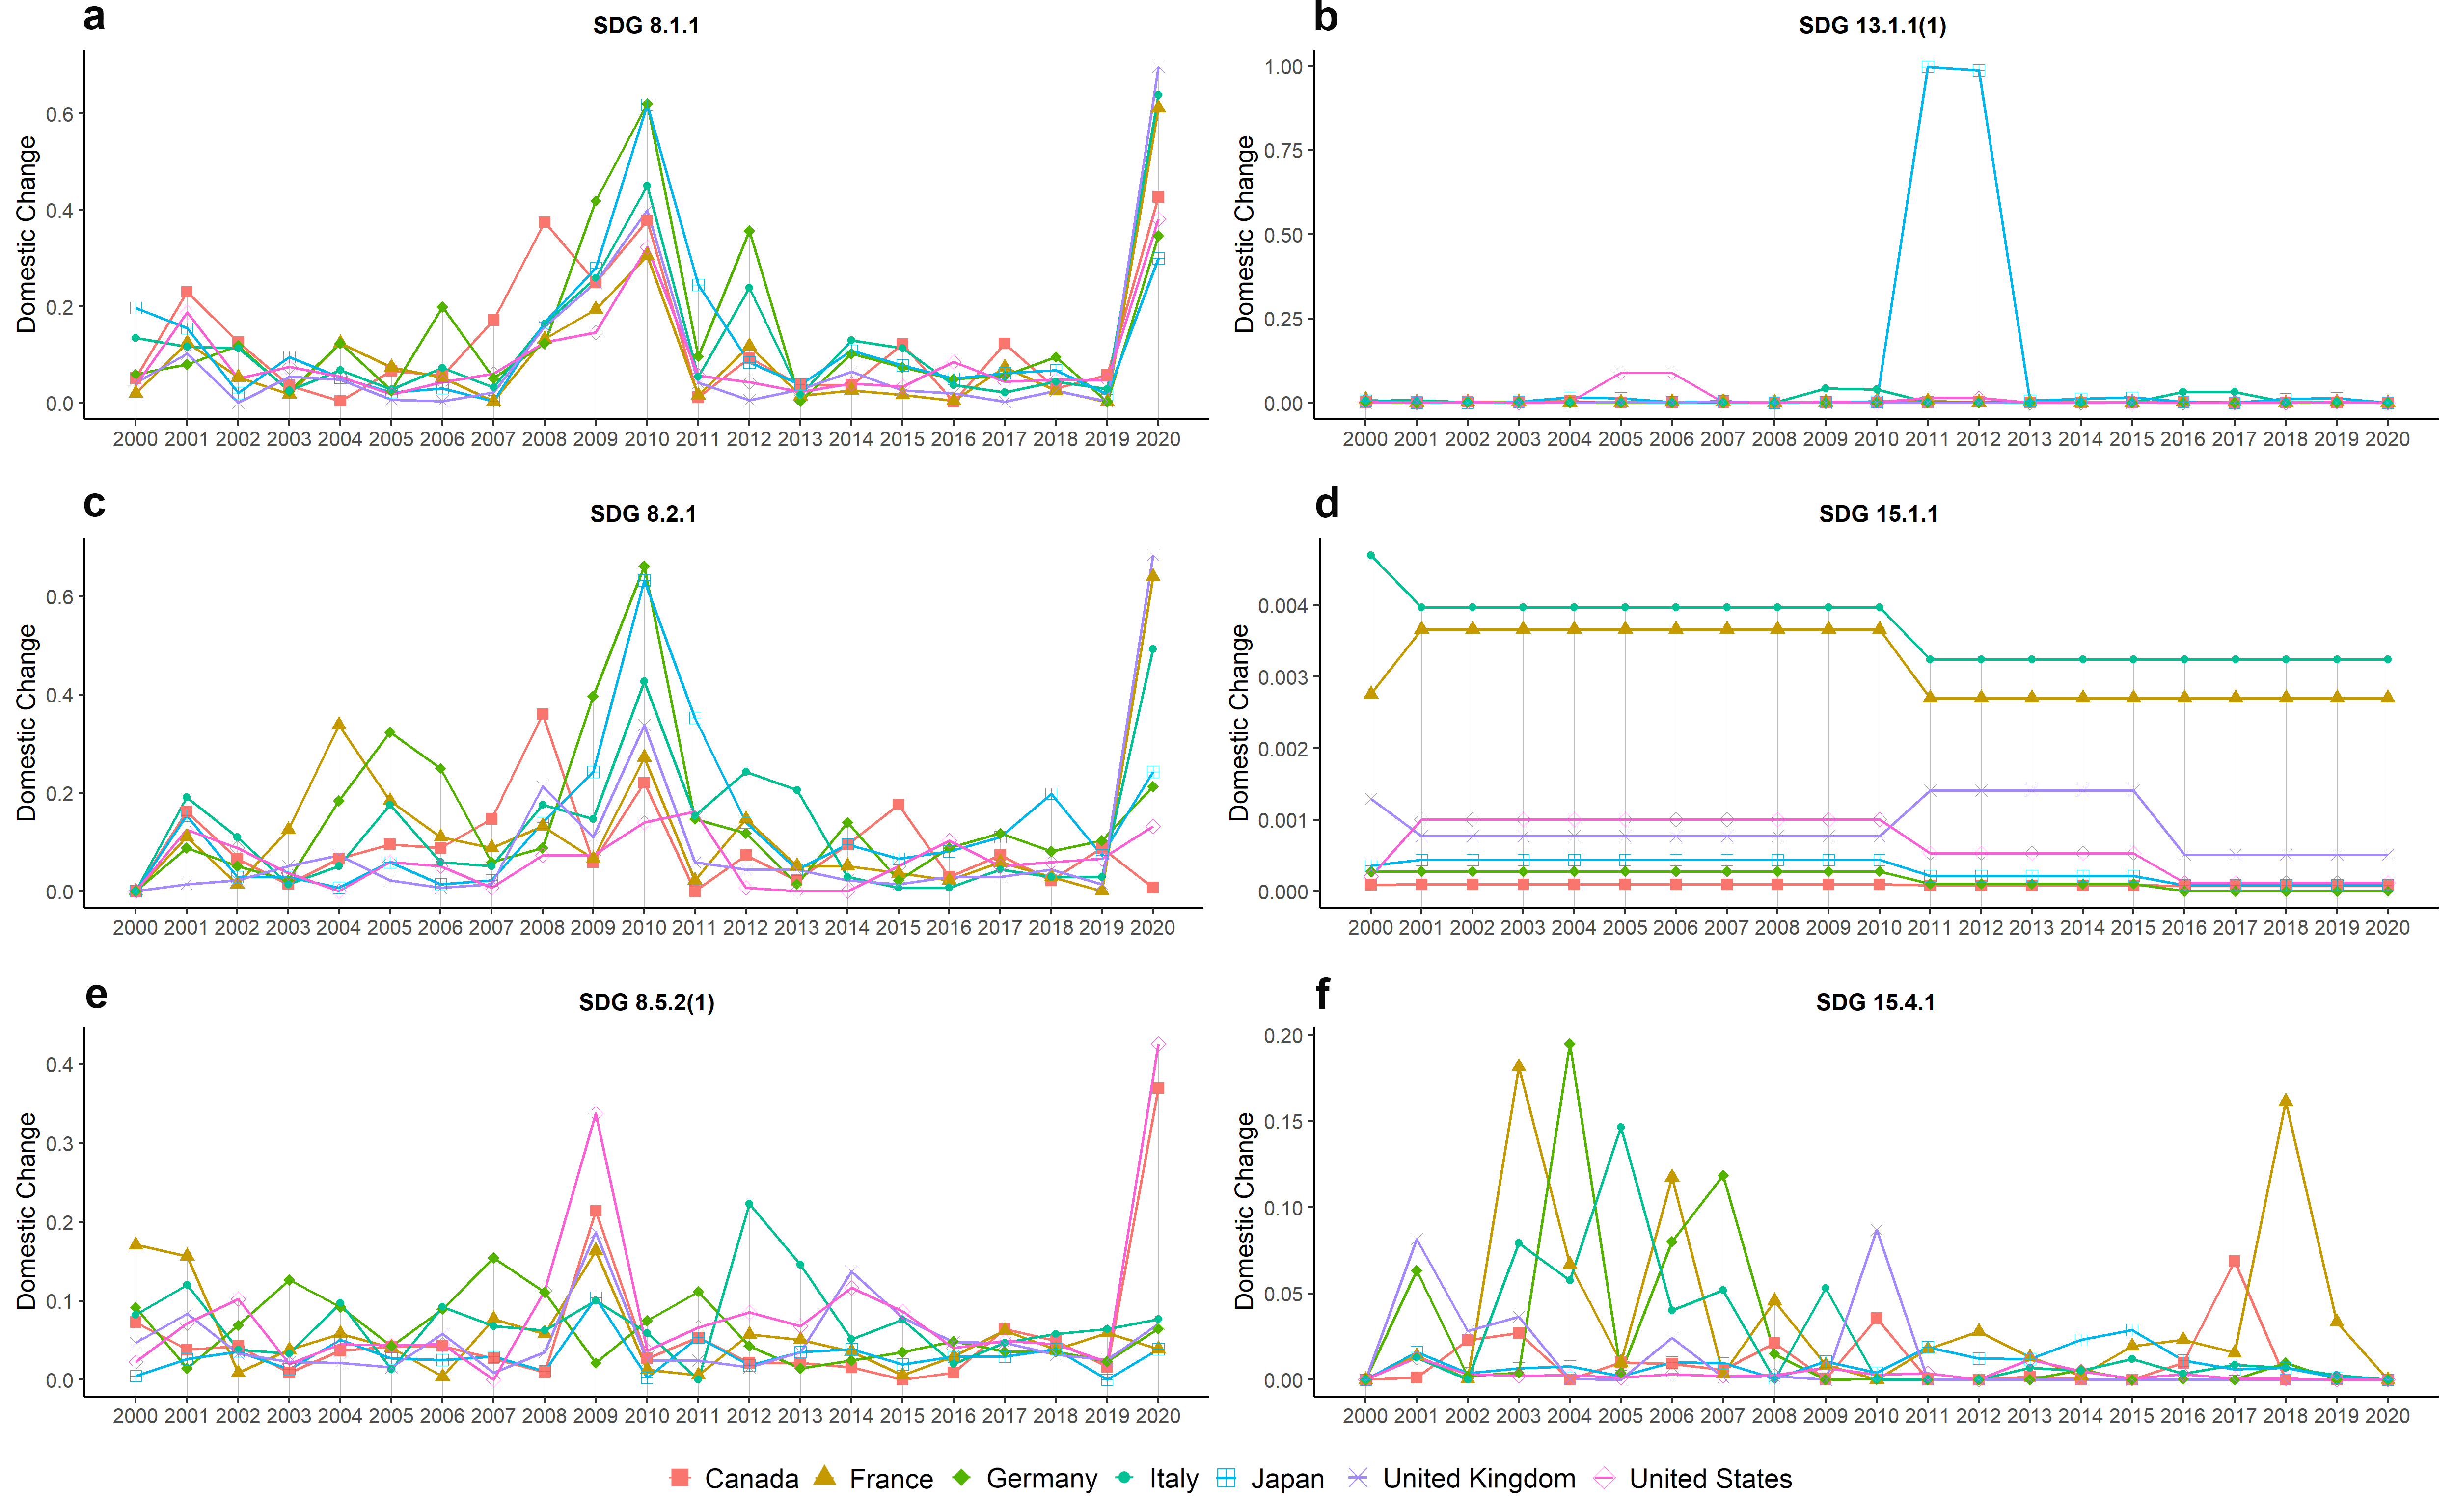 a
SDG 8.1.1
Domestic Change
0.6
0.4
0.2
0.0
2000 2001 2002 2003 2004 2005 2006 2007 2008 2009 2010 2011 2012 2013 2014 2015 2016 2017 2018 2019 2020
b
SDG 13.1.1(1)
Domestic Change
1.00
0.75
0.50
0.25
0.00
2000 2001 2002 2003 2004 2005 2006 2007 2008 2009 2010 2011 2012 2013 2014 2015 2016 2017 2018 2019 2020
c
SDG 8.2.1
Domestic Change
0.6
0.4
0.2
0.0
2000 2001 2002 2003 2004 2005 2006 2007 2008 2009 2010 2011 2012 2013 2014 2015 2016 2017 2018 2019 2020
d
SDG 15.1.1
Domestic Change
0.004
0.003
0.002
0.001
0.000
2000 2001 2002 2003 2004 2005 2006 2007 2008 2009 2010 2011 2012 2013 2014 2015 2016 2017 2018 2019 2020
e
SDG 8.5.2(1)
Domestic Change
0.4
0.3
0.2
0.1
0.0
2000 2001 2002 2003 2004 2005 2006 2007 2008 2009 2010 2011 2012 2013 2014 2015 2016 2017 2018 2019 2020
f
SDG 15.4.1
Domestic Change
0.20
0.15
0.10
0.05
0.00
2000 2001 2002 2003 2004 2005 2006 2007 2008 2009 2010 2011 2012 2013 2014 2015 2016 2017 2018 2019 2020
Canada France Germany Italy Japan United Kingdom United States